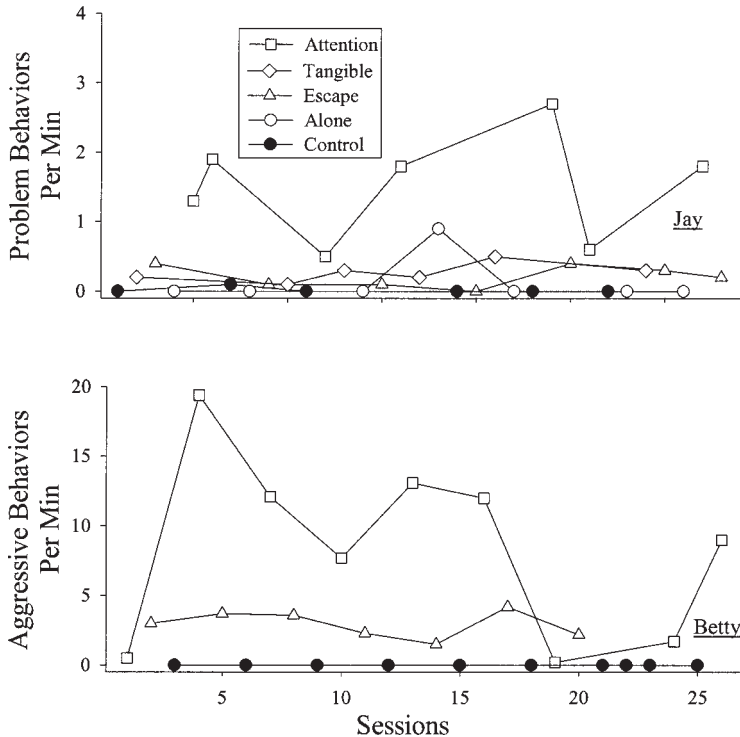 Problem Behaviors
Per Min
4
3
2
1
0
Attention
Tangible
Escape
Alone
Control
Jay
Aggressive Behaviors
Per Min
20
15
10
5
0
Betty
5
10
15
20
25
Sessions